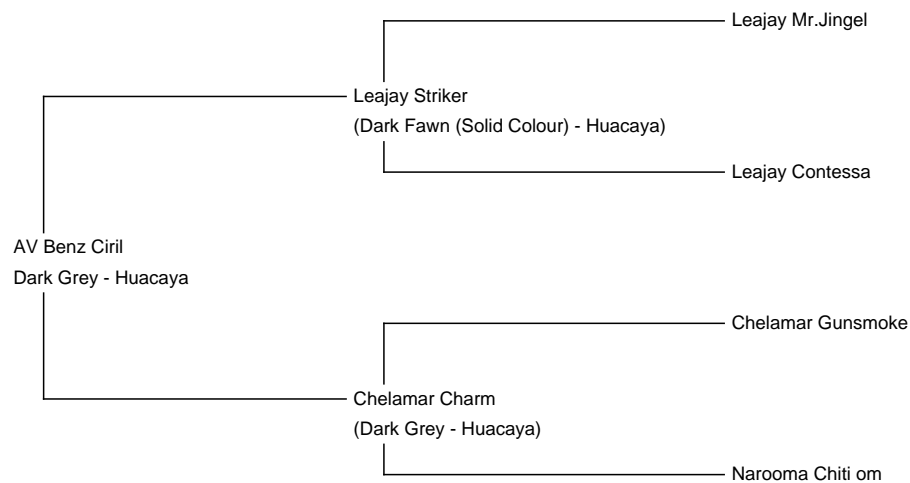 Leajay Mr.Jingel
Leajay Striker
(Dark Fawn (Solid Colour) - Huacaya)
Leajay Contessa
AV Benz Ciril
Dark Grey - Huacaya
Chelamar Gunsmoke
Chelamar Charm
(Dark Grey - Huacaya)
Narooma Chiti om